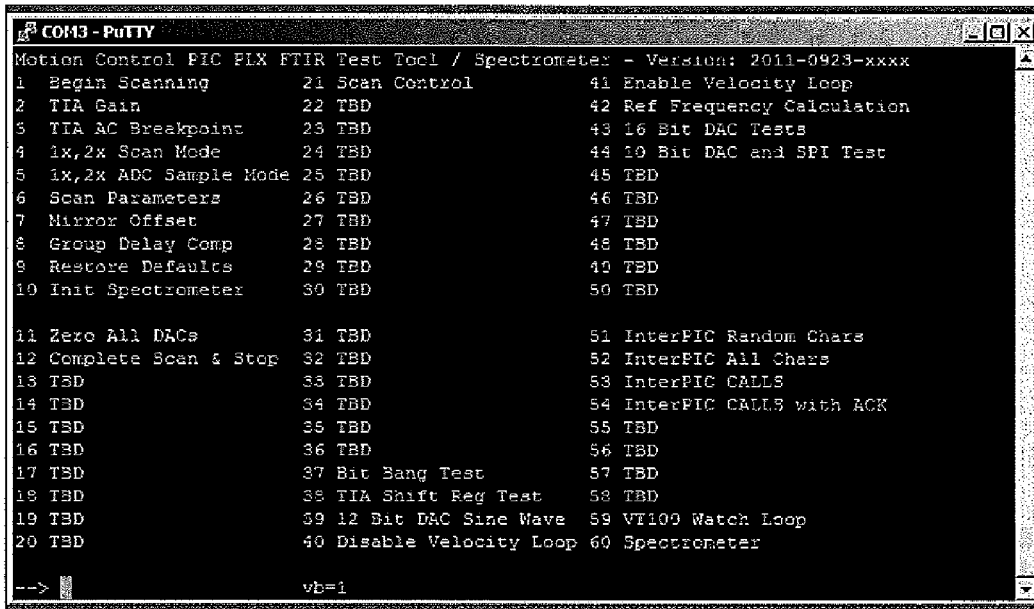 COM3 - PuTTY
Motion Control PIC PLX FTIR Test Tool / Spectrometer - Version: 2011-0923-xxxx
1 Begin Scanning 21 Scan Control 41 Enable Velocity Loop
2 TIA Gain 22 TBD 42 Ref Frequency Calculation
3 TIA AC Breakpoint 23 TBD 43 16 Bit DAC Tests
4 1x,2x Scan Mode 24 TBD 44 10 Bit DAC and SPI Test
5 1x,2x ADC Sample Mode 25 TBD 45 TBD
6 Scan Parameters 26 TBD 46 TBD
7 Mirror Offset 27 TBD 47 TBD
8 Group Delay Comp 28 TBD 48 TBD
9 Restore Defaults 29 TBD 49 TBD
10 Init Spectrometer 30 TBD 50 TBD
11 Zero All DACs 31 TBD 51 InterPIC Random Chars
12 Complete Scan & Stop 32 TBD 52 InterPIC All Chars
13 TBD 33 TBD 53 InterPIC CALLS
14 TBD 34 TBD 54 InterPIC CALLS with ACK
15 TBD 35 TBD 55 TBD
16 TBD 36 TBD 56 TBD
17 TBD 37 Bit Bang Test 57 TBD
18 TBD 38 TIA Shift Reg Test 58 TBD
19 TBD 39 12 Bit DAC Sine Wave 59 VT100 Watch Loop
20 TBD 40 Disable Velocity Loop 60 Spectrometer
--> vb=1